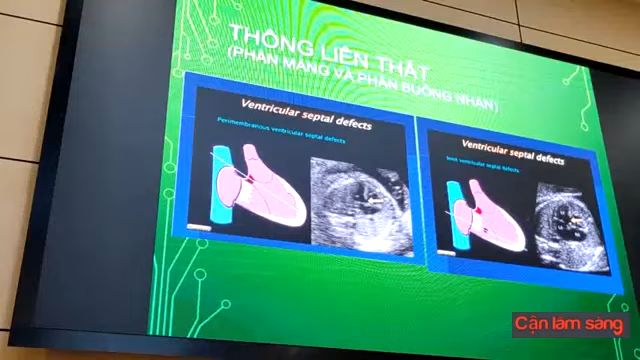 THÔNG LIÊN THẤT
(PHẦN MÀNG VÀ PHẦN BUỒNG NHẬN)
Ventricular septal defects
Perimembranous ventricular septal defects
Ventricular septal defects
Inlet ventricular septal defects
Cận lâm sàng